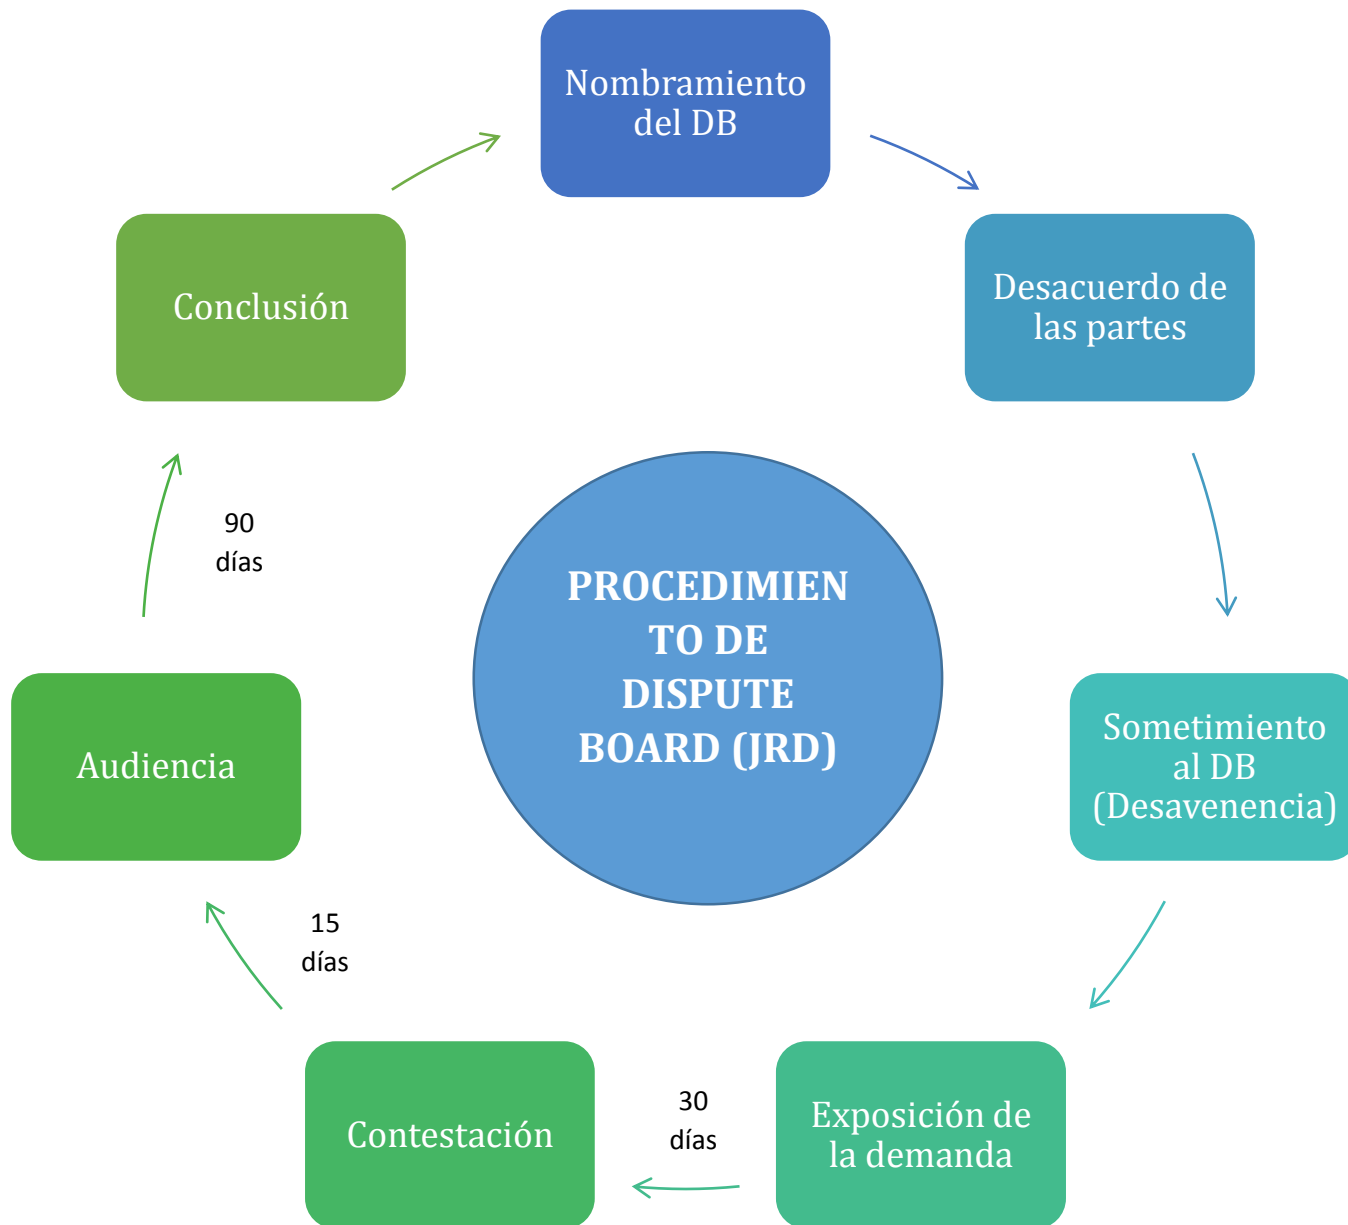 Nombramiento
del DB
Desacuerdo de
las partes
Sometimiento
al DB
(Desavenencia)
Exposición de
la demanda
30
días
Contestación
15
días
Audiencia
90
días
Conclusión
PROCEDIMIEN
TO DE
DISPUTE
BOARD (JRD)